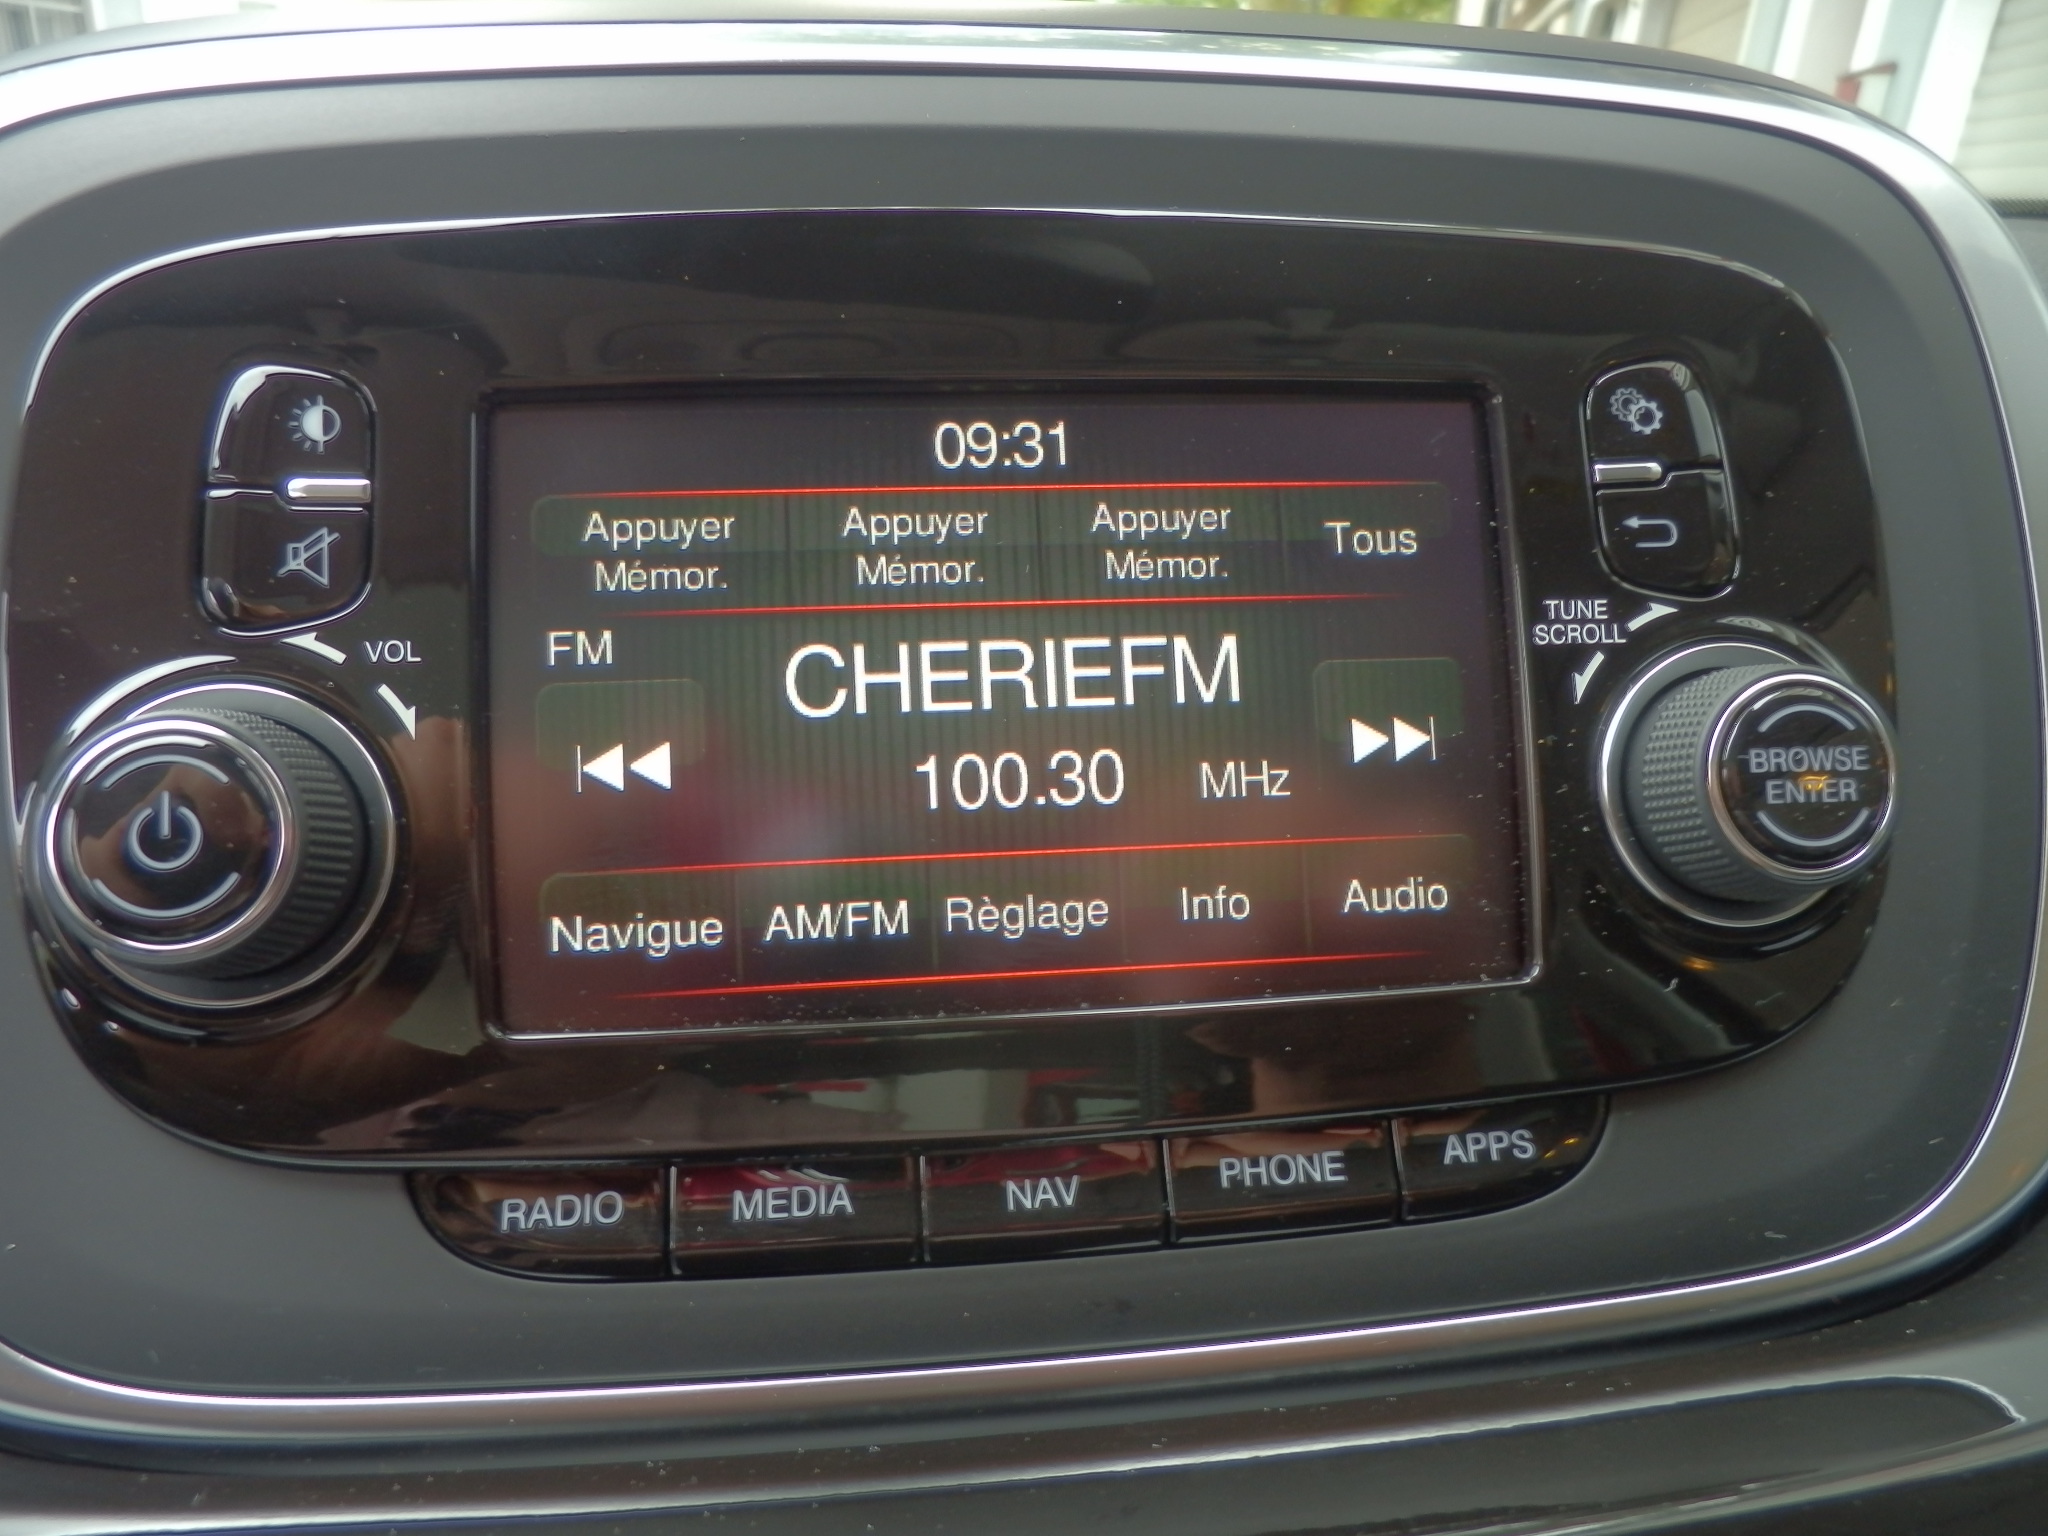 09:31
Appuyer Mémor.
Appuyer Mémor.
Appuyer Mémor.
Tous
VOL
TUNE
SCROLL
FM
CHERIEFM
100.30 MHz
BROWSE
ENTER
Navigue AM/FM Règlage Info Audio
RADIO MEDIA NAV PHONE APPS